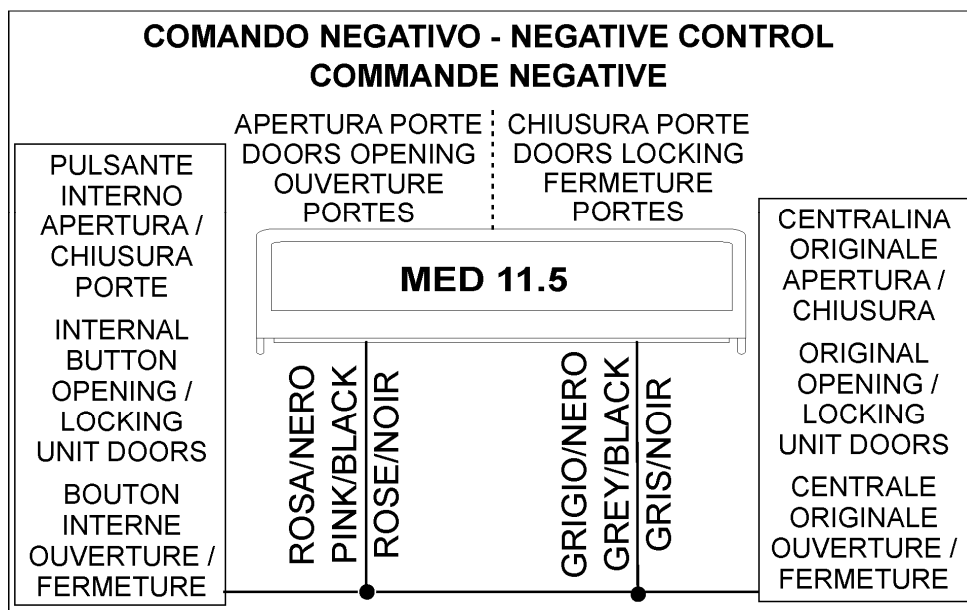 COMANDO NEGATIVO - NEGATIVE CONTROL
COMMANDE NEGATIVE
APERTURA PORTE
DOORS OPENING
OUVERTURE
PORTES
CHIUSURA PORTE
DOORS LOCKING
FERMETURE
PORTES
PULSANTE
INTERNO
APERTURA /
CHIUSURA
PORTE
INTERNAL
BUTTON
OPENING /
LOCKING
UNIT DOORS
BOUTON
INTERNE
OUVERTURE /
FERMETURE
MED 11.5
ROSA/NERO
PINK/BLACK
ROSE/NOIR
GRIGIO/NERO
GREY/BLACK
GRIS/NOIR
CENTRALINA
ORIGINALE
APERTURA /
CHIUSURA
ORIGINAL
OPENING /
LOCKING
UNIT DOORS
CENTRALE
ORIGINALE
OUVERTURE /
FERMETURE